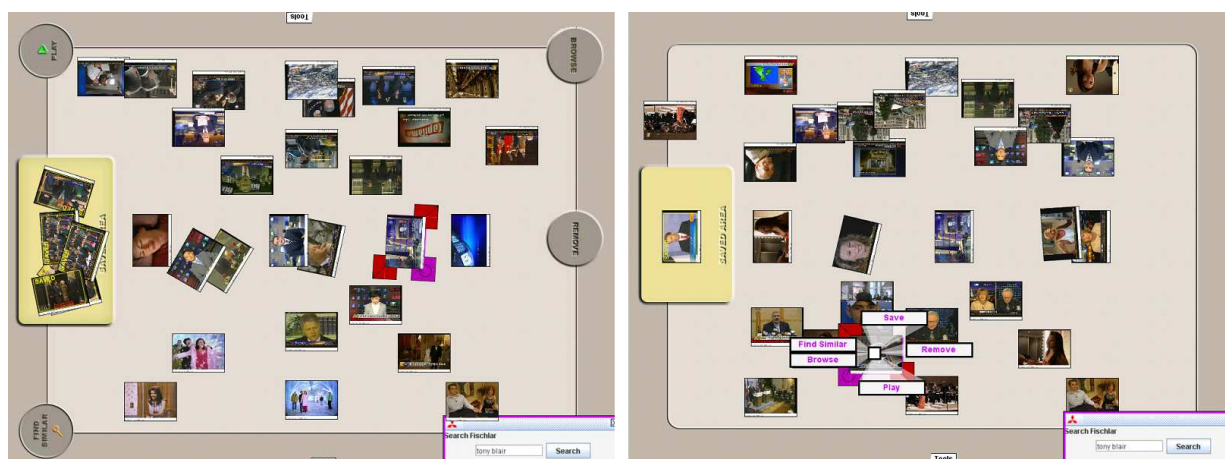 Tools
PLAY
BROWSE
SAVED AREA
REMOVE
SAVED
FIND
SIMILAR
Search Fischlar
tony blair
Search
Tools
SAVED AREA
Save
Find Similar
Remove
Browse
Play
Search Fischlar
tony blair
Search
Tools